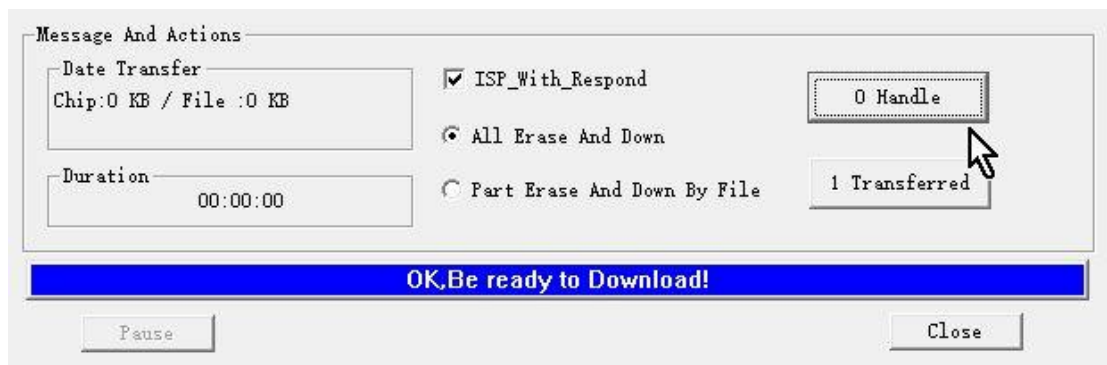 Message And Actions
Date Transfer
Chip:0 KB / File :0 KB
Duration
00:00:00
ISP_With_Respond
All Erase And Down
Part Erase And Down By File
0 Handle
1 Transferred
OK,Be ready to Download!
Pause
Close